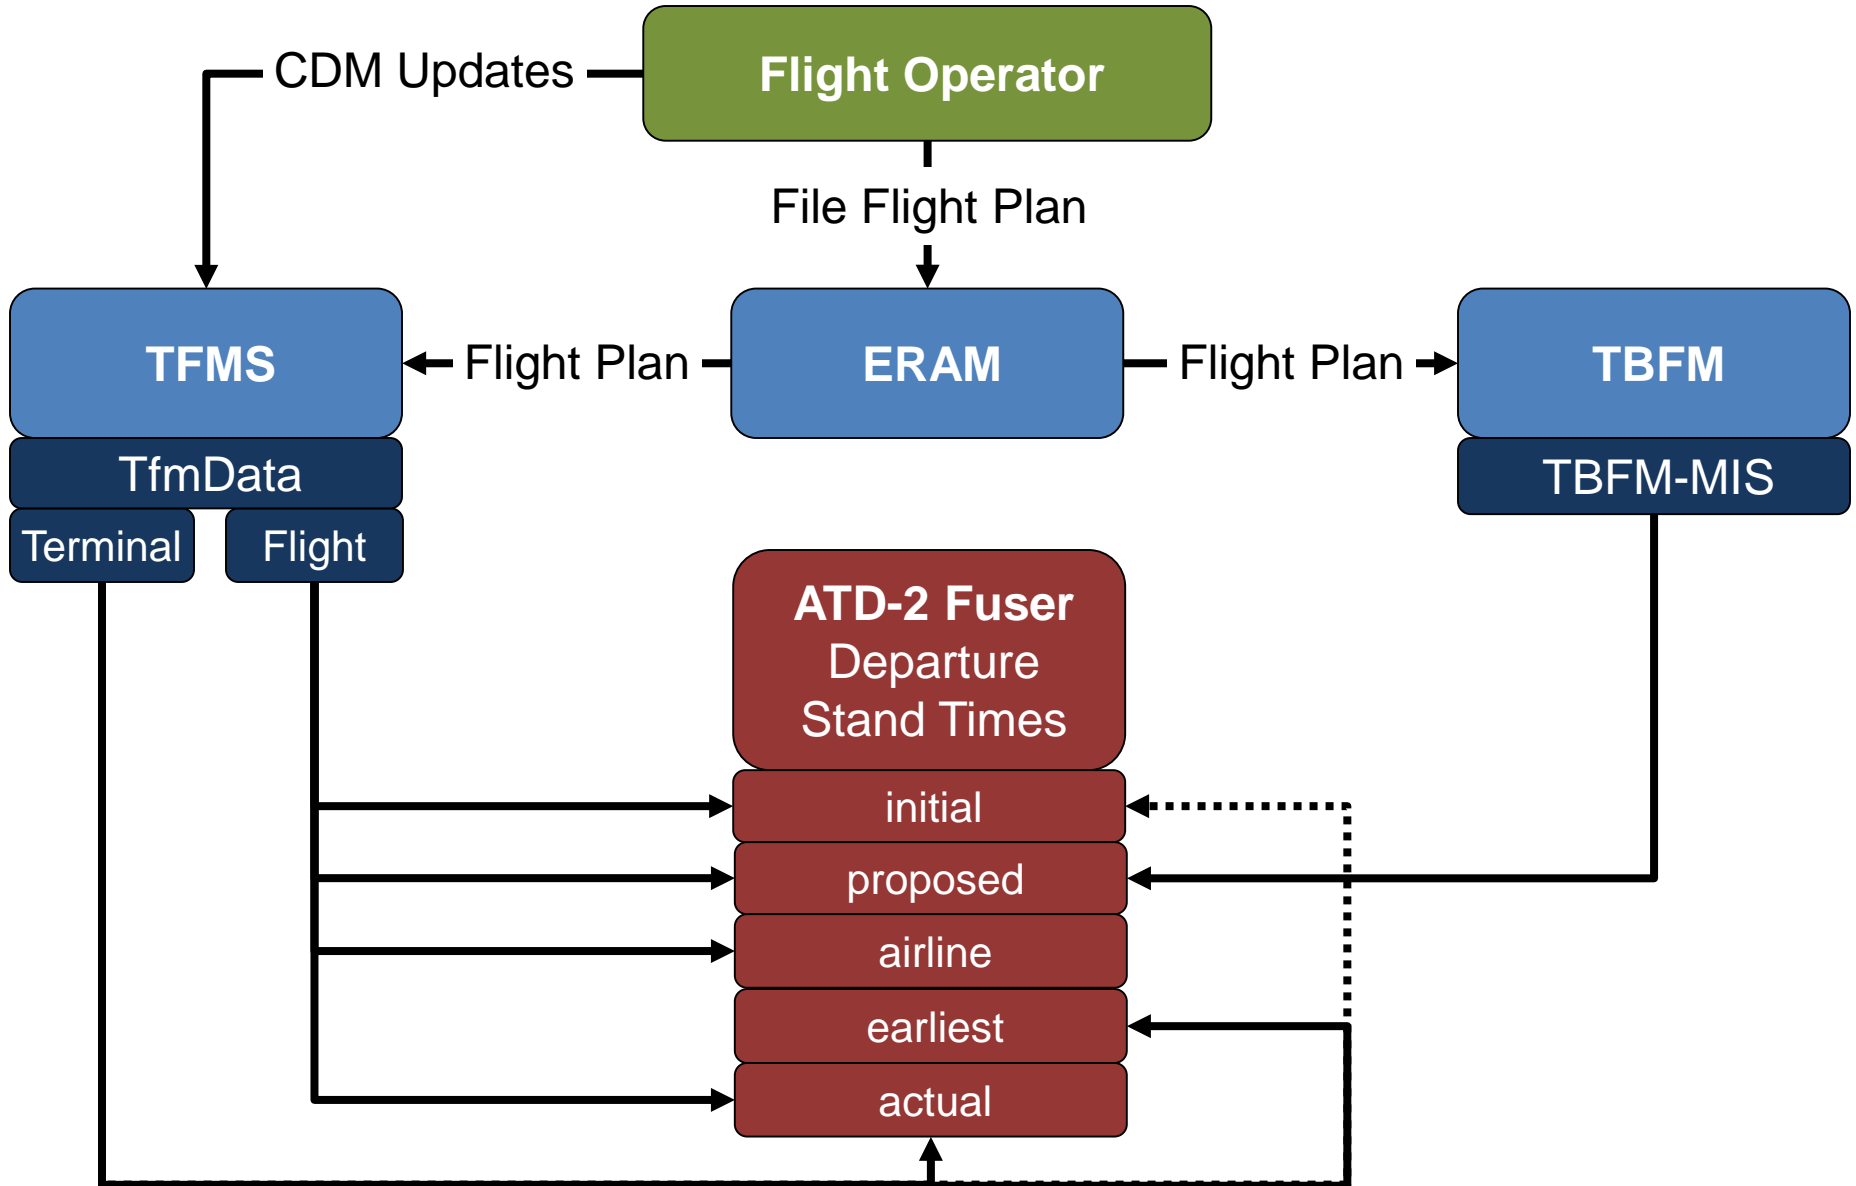 CDM Updates
Flight Operator
File Flight Plan
TFMS
Flight Plan
ERAM
Flight Plan
TBFM
TfmData
TBFM-MIS
Terminal
Flight
ATD-2 Fuser
Departure
Stand Times
initial
proposed
airline
earliest
actual